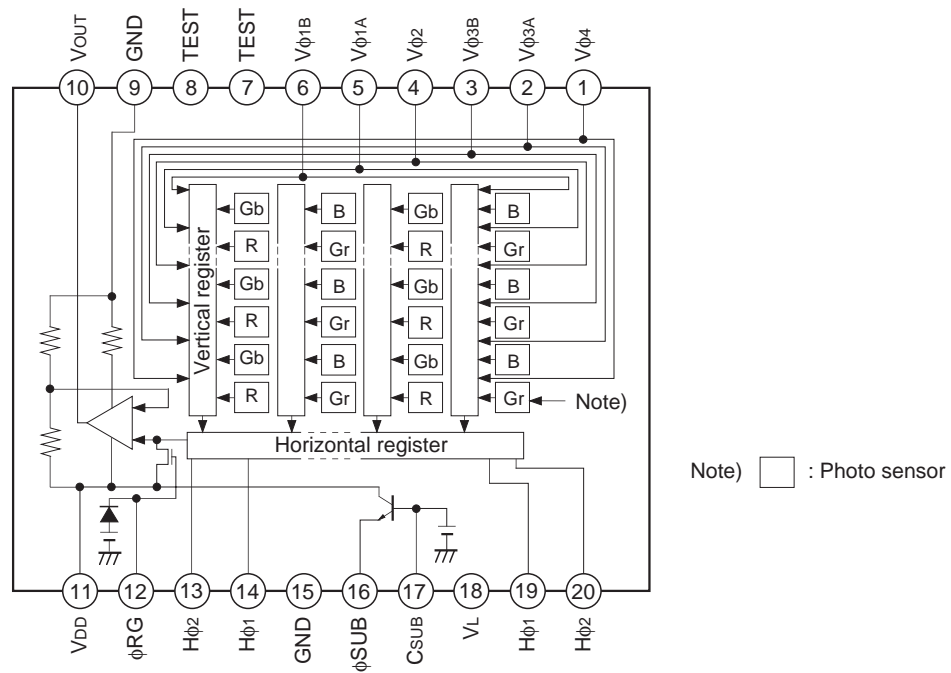 VOUT GND TEST TEST Vφ1B Vφ1A Vφ2 Vφ3B Vφ3A Vφ4
10 9 8 7 6 5 4 3 2 1
Vertical register
Gb B Gb B
R Gr R Gr
Gb B Gb B
R Gr R Gr
Gb B Gb B
R Gr R Gr Note)
Horizontal register
Note) : Photo sensor
11 12 13 14 15 16 17 18 19 20
VDD φRG Hφ2 Hφ1 GND φSUB CSUB VL Hφ1 Hφ2